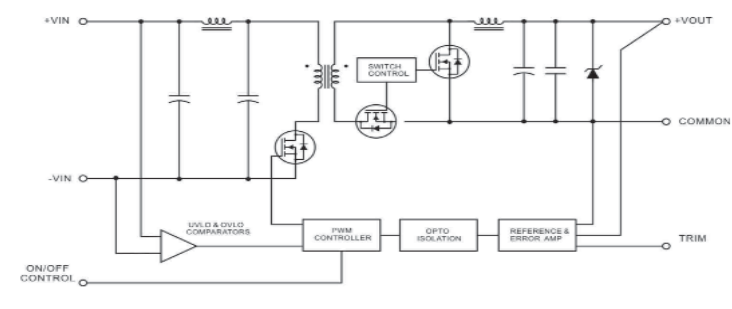 +VIN
+VOUT
SWITCH
CONTROL
COMMON
-VIN
UVLO & OVLO
COMPARATORS
PWM
CONTROLLER
OPTO
ISOLATION
REFERENCE &
ERROR AMP
TRIM
ON/OFF
CONTROL